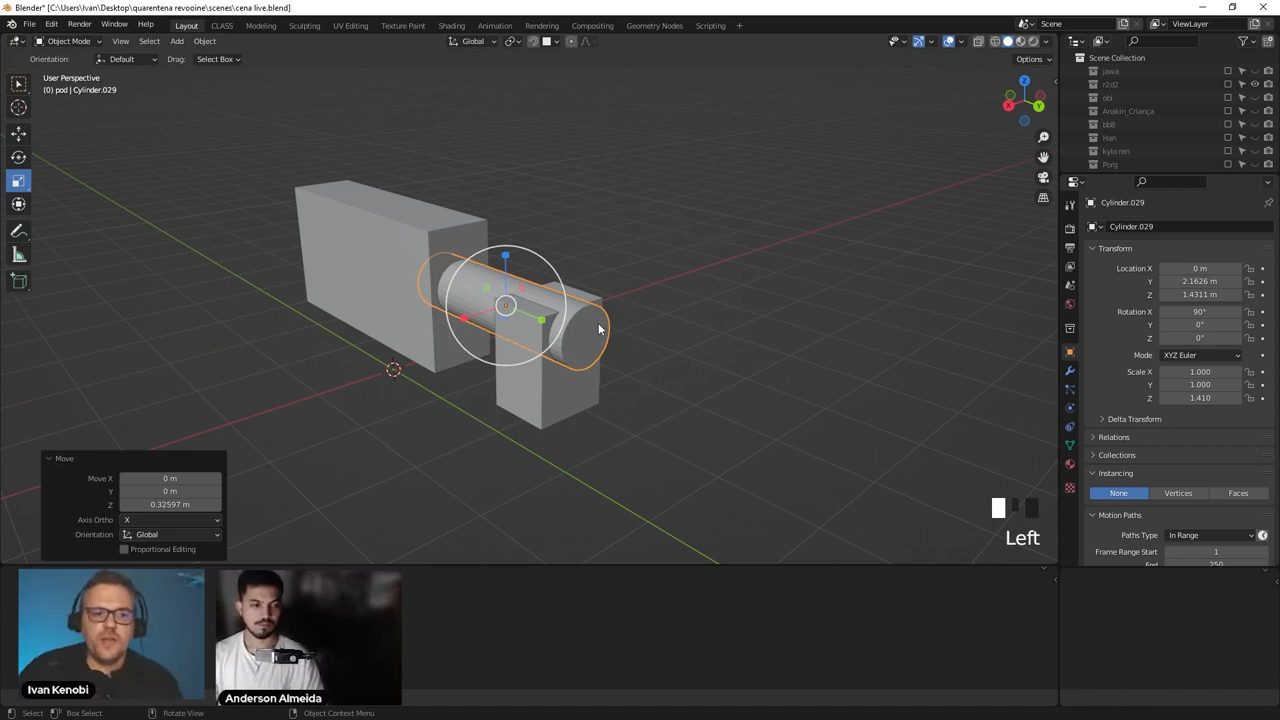 Blender* [C:\Users\Ivan\Desktop\quarentena revooine\scenes\cena live.blend]
File Edit Render Window Help Layout CLASS Modeling Sculpting UV Editing Texture Paint Shading Animation Rendering Compositing Geometry Nodes Scripting + Scene ViewLayer
Object Mode View Select Add Object Global
Orientation: Default Drag: Select Box Options
User Perspective
(0) pod | Cylinder.029
Z
X
Y
Scene Collection
jawa
r2d2
obi
Anakin_Criança
bb8
Han
kylo ren
Porg
Cylinder.029
Cylinder.029
Transform
Location X 0 m
Y 2.1626 m
Z 1.4311 m
Rotation X 90°
Y 0°
Z 0°
Mode XYZ Euler
Scale X 1.000
Y 1.000
Z 1.410
Delta Transform
Relations
Collections
Instancing
None Vertices Faces
Motion Paths
Paths Type In Range
Frame Range Start 1
End 250
Move
Move X 0 m
Y 0 m
Z 0.32597 m
Axis Ortho X
Orientation Global
Proportional Editing
Left
Ivan Kenobi
Anderson Almeida
Select Box Select Rotate View Object Context Menu